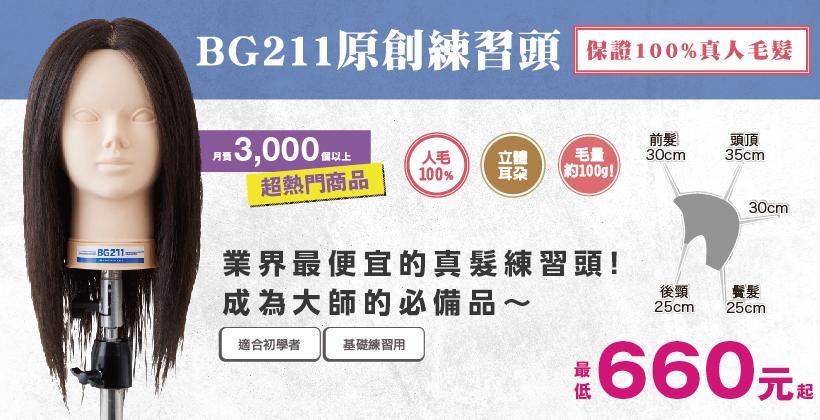 BG211原創練習頭
保證100%真人毛髮
月賣3,000個以上
超熱門商品
人毛
100%
立體
耳朵
毛量
約100g!
前髮
30cm
頭頂
35cm
30cm
後頸
25cm
鬢髮
25cm
BG211
業界最便宜的真髮練習頭!
成為大師的必備品～
適合初學者
基礎練習用
最低660元起